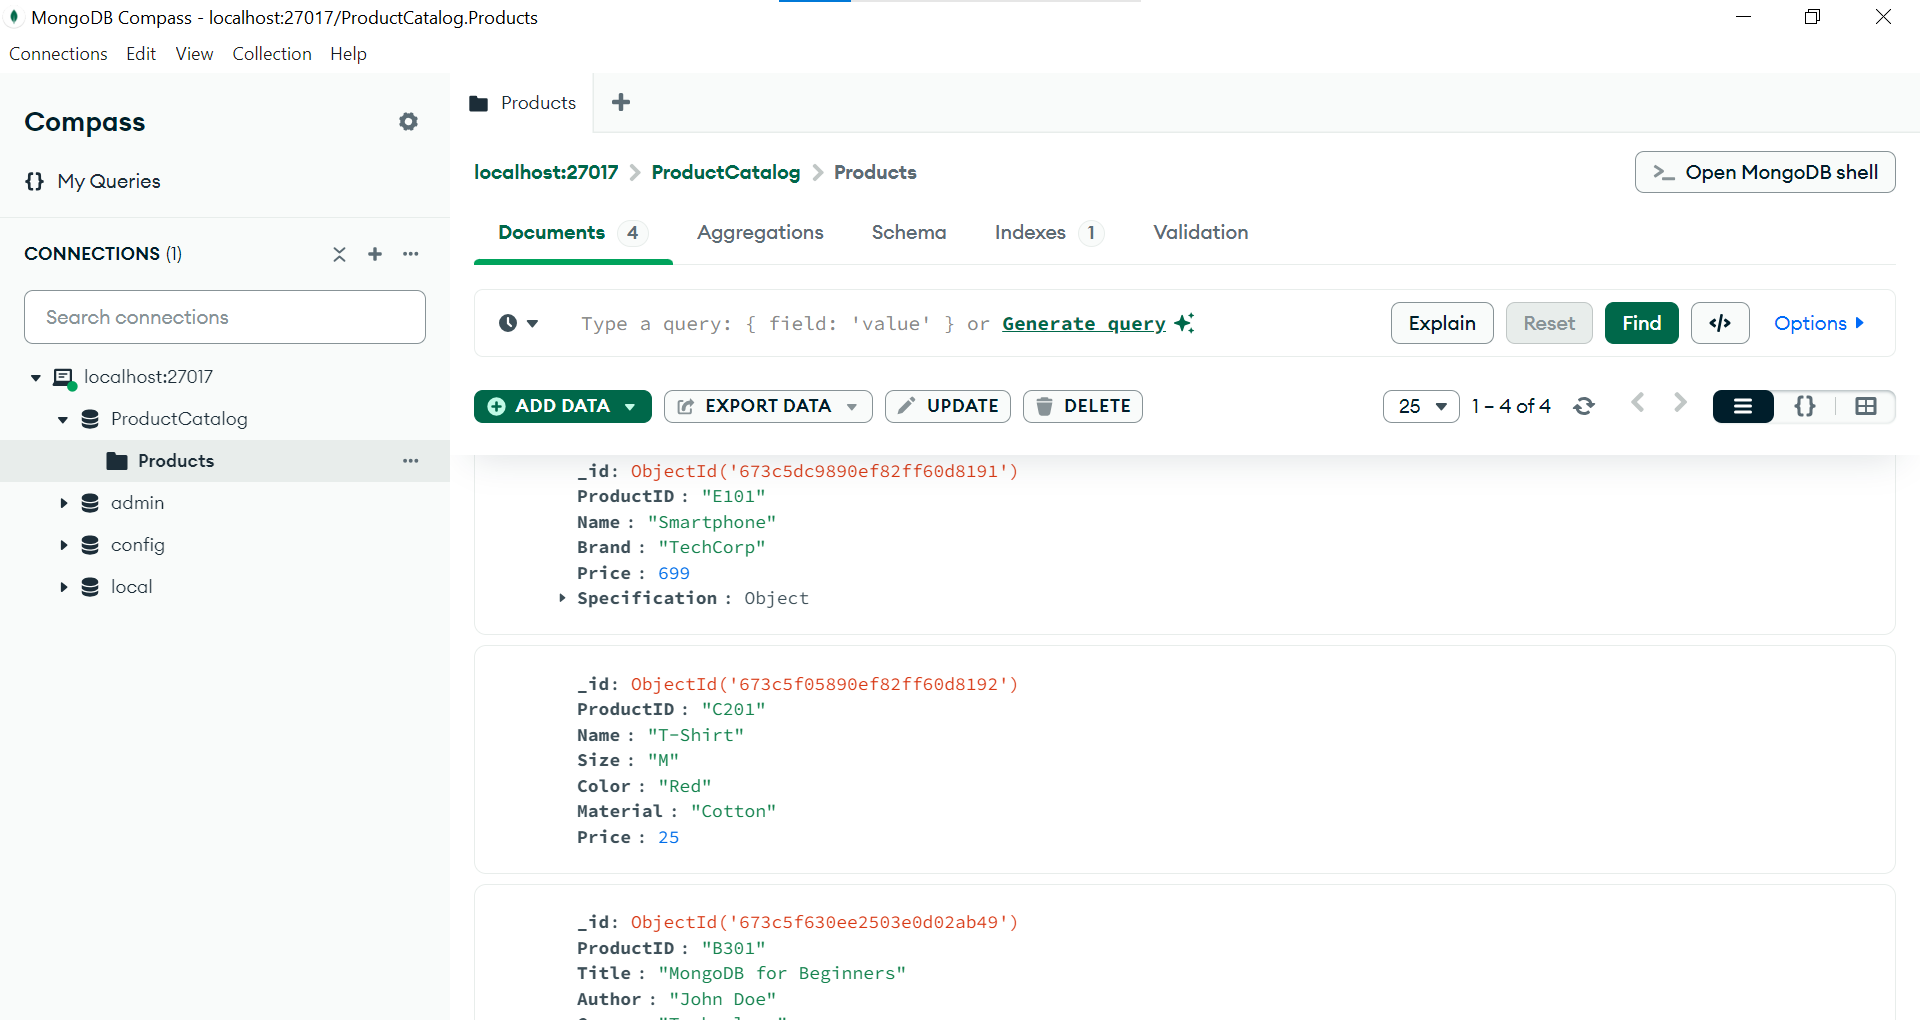 MongoDB Compass - localhost:27017/ProductCatalog.Products
Connections Edit View Collection Help
Compass
{} My Queries
CONNECTIONS (1)
Search connections
localhost:27017
ProductCatalog
Products
admin
config
local
Products
localhost:27017 > ProductCatalog > Products
>_ Open MongoDB shell
Documents 4 Aggregations Schema Indexes 1 Validation
Type a query: { field: 'value' } or Generate query
Explain Reset Find </> Options
ADD DATA EXPORT DATA UPDATE DELETE
25 1 – 4 of 4 {}
_id: ObjectId('673c5dc9890ef82ff60d8191')
ProductID : "E101"
Name : "Smartphone"
Brand : "TechCorp"
Price : 699
Specification : Object
_id: ObjectId('673c5f05890ef82ff60d8192')
ProductID : "C201"
Name : "T-Shirt"
Size : "M"
Color : "Red"
Material : "Cotton"
Price : 25
_id: ObjectId('673c5f630ee2503e0d02ab49')
ProductID : "B301"
Title : "MongoDB for Beginners"
Author : "John Doe"